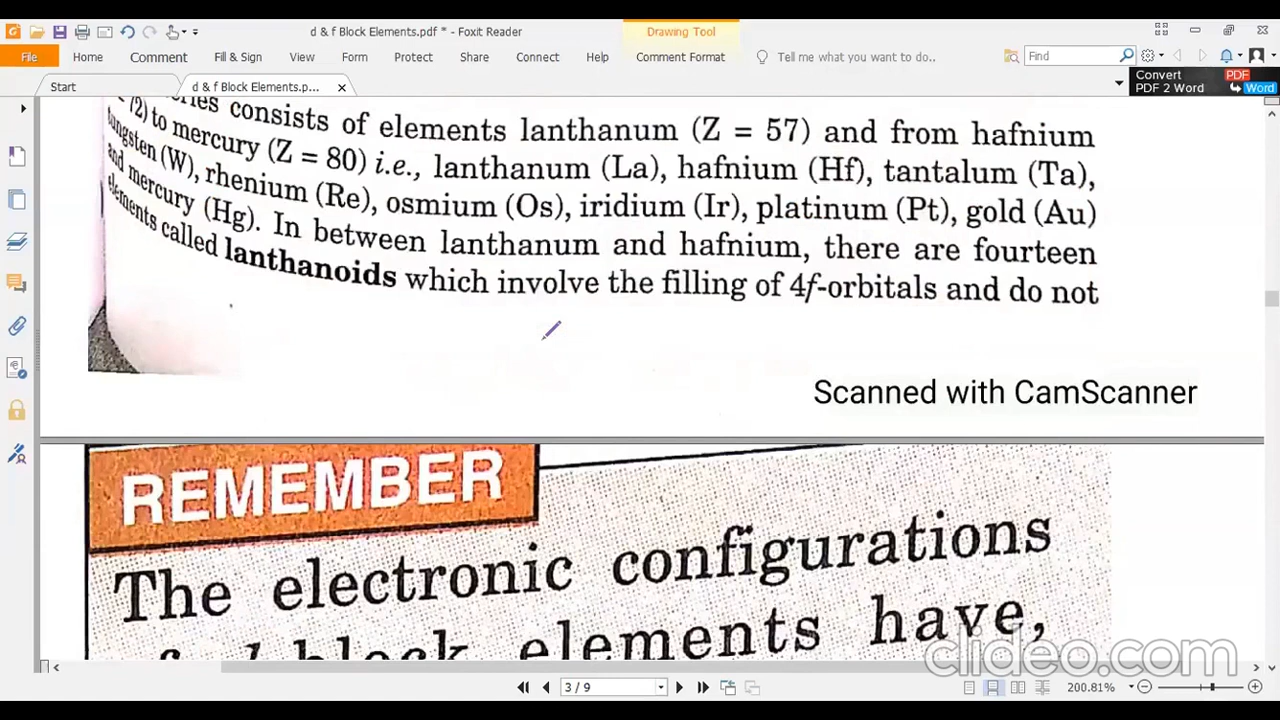 d & f Block Elements.pdf * - Foxit Reader
Drawing Tool
File Home Comment Fill & Sign View Form Protect Share Connect Help Comment Format Tell me what you want to do.. Find
Start
d & f Block Elements.p...
Convert PDF
PDF 2 Word Word
consists of elements lanthanum (Z = 57) and from hafnium
72) to mercury (Z = 80) i.e., lanthanum (La), hafnium (Hf), tantalum (Ta),
tungsten (W), rhenium (Re), osmium (Os), iridium (Ir), platinum (Pt), gold (Au)
and mercury (Hg). In between lanthanum and hafnium, there are fourteen
elements called lanthanoids which involve the filling of 4f-orbitals and do not
Scanned with CamScanner
REMEMBER
The electronic configurations
block elements have,
clideo.com
3 / 9
200.81%